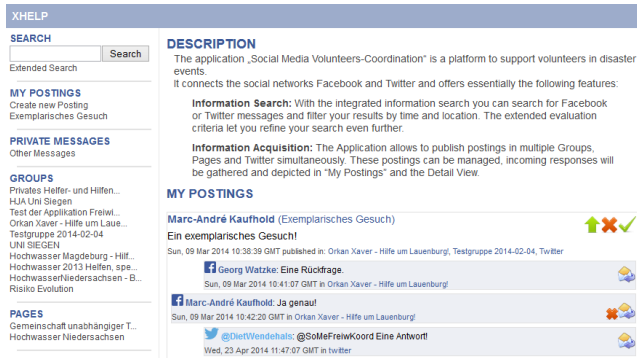 XHELP
SEARCH
Search
Extended Search
MY POSTINGS
Create new Posting
Exemplarisches Gesuch
PRIVATE MESSAGES
Other Messages
GROUPS
Privates Helfer- und Hilfen...
HJA Uni Siegen
Test der Applikation Freiwi...
Orkan Xaver - Hilfe um Laue...
Testgruppe 2014-02-04
UNI SIEGEN
Hochwasser Magdeburg - Hilf...
Hochwasser 2013 Helfen, spe...
HochwasserNiedersachsen - B...
Risiko Evolution
PAGES
Gemeinschaft unabhängiger T...
Hochwasser Niedersachsen
DESCRIPTION
The application „Social Media Volunteers-Coordination“ is a platform to support volunteers in disaster
events.
It connects the social networks Facebook and Twitter and offers essentially the following features:
Information Search: With the integrated information search you can search for Facebook
or Twitter messages and filter your results by time and location. The extended evaluation
criteria let you refine your search even further.
Information Acquisition: The Application allows to publish postings in multiple Groups,
Pages and Twitter simultaneously. These postings can be managed, incoming responses will
be gathered and depicted in "My Postings" and the Detail View.
MY POSTINGS
Marc-André Kaufhold (Exemplarisches Gesuch)
Ein exemplarisches Gesuch!
Sun, 09 Mar 2014 10:38:39 GMT published in: Orkan Xaver - Hilfe um Lauenburg!, Testgruppe 2014-02-04, Twitter
Georg Watzke: Eine Rückfrage.
Sun, 09 Mar 2014 10:41:07 GMT in Orkan Xaver - Hilfe um Lauenburg!
Marc-André Kaufhold: Ja genau!
Sun, 09 Mar 2014 10:42:20 GMT in Orkan Xaver - Hilfe um Lauenburg!
@DietWendehals: @SoMeFreiwKoord Eine Antwort!
Wed, 23 Apr 2014 11:47:07 GMT in twitter